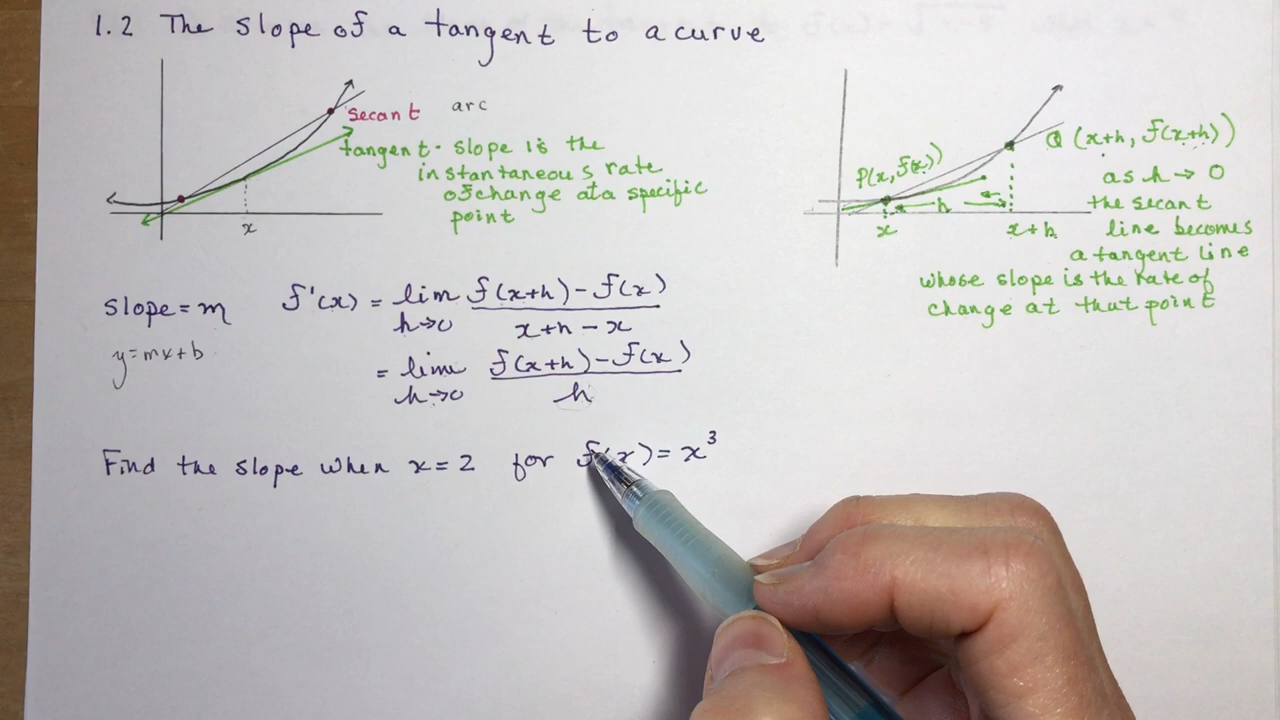 1.2 The slope of a tangent to a curve
secant arc
tangent · slope is the
instantaneous rate
of change at a specific
point
x
P(x, f(x))
Q (x+h, f(x+h))
h
x
x+h
as h → 0
the secant
line becomes
a tangent line
whose slope is the rate of
change at that point
slope = m f'(x) = lim h→0 f(x+h) - f(x) / x+h - x
y = mx + b
= lim h→0 f(x+h) - f(x) / h
Find the slope when x = 2 for f(x) = x³